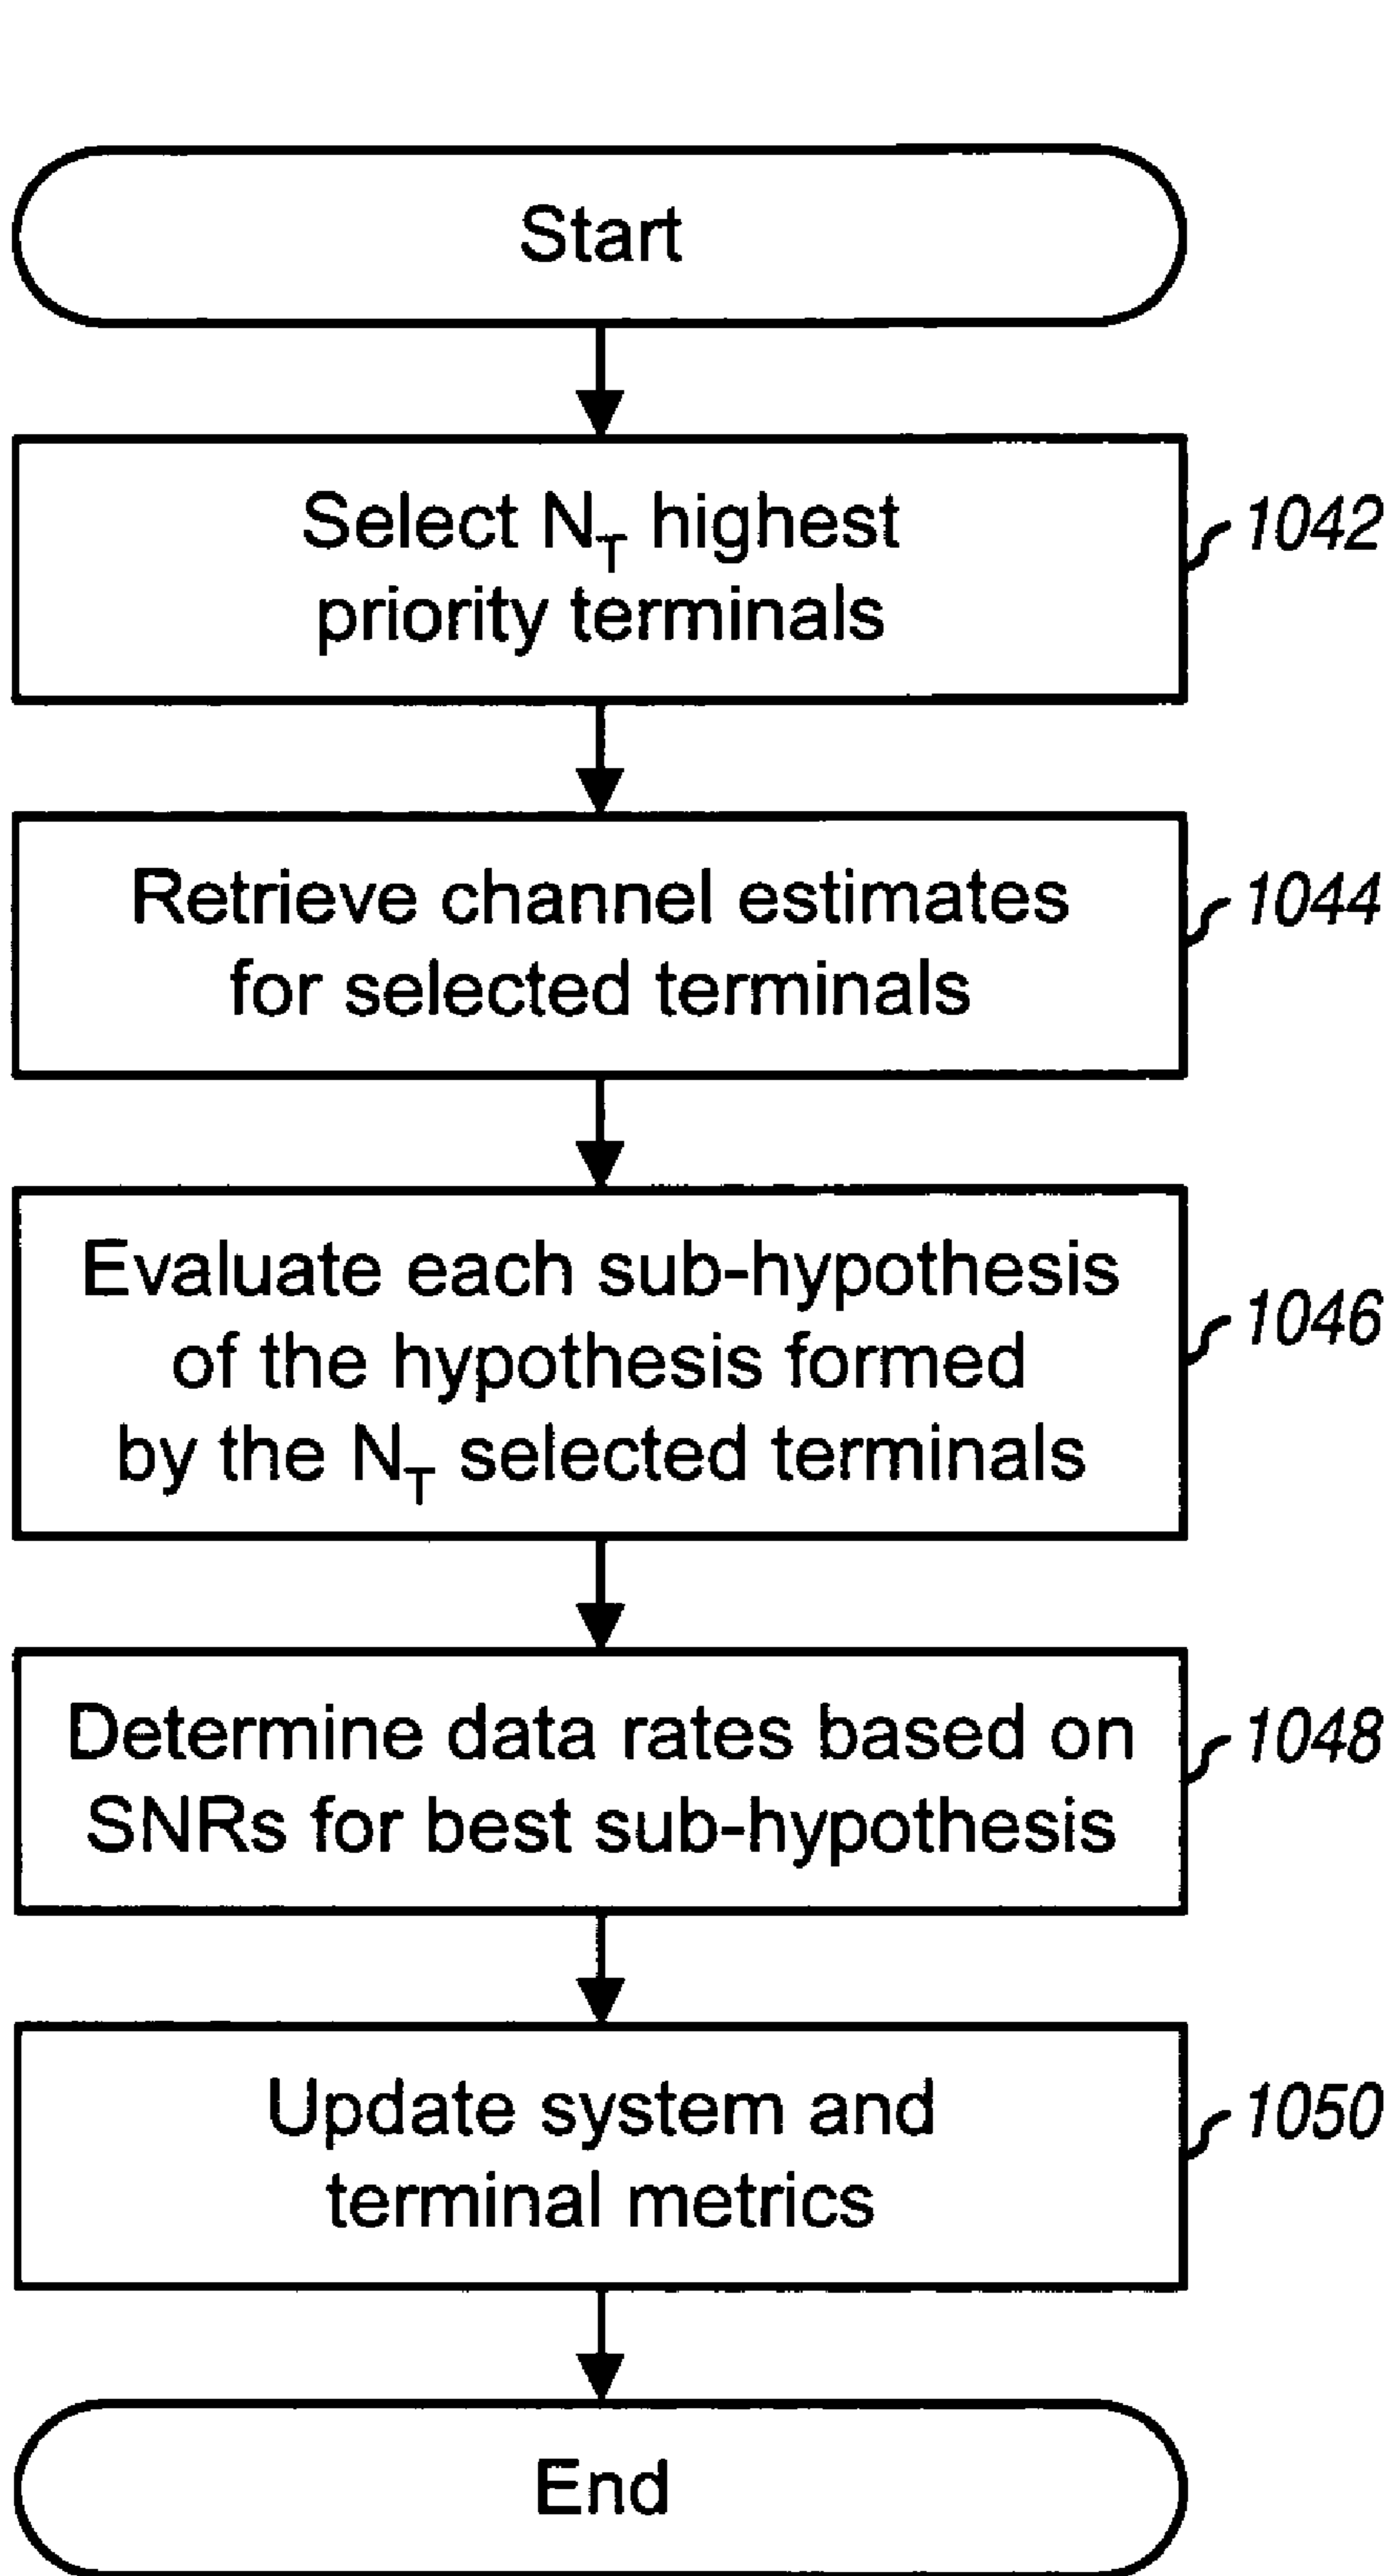 Start
Select N_T highest
priority terminals
1042
Retrieve channel estimates
for selected terminals
1044
Evaluate each sub-hypothesis
of the hypothesis formed
by the N_T selected terminals
1046
Determine data rates based on
SNRs for best sub-hypothesis
1048
Update system and
terminal metrics
1050
End